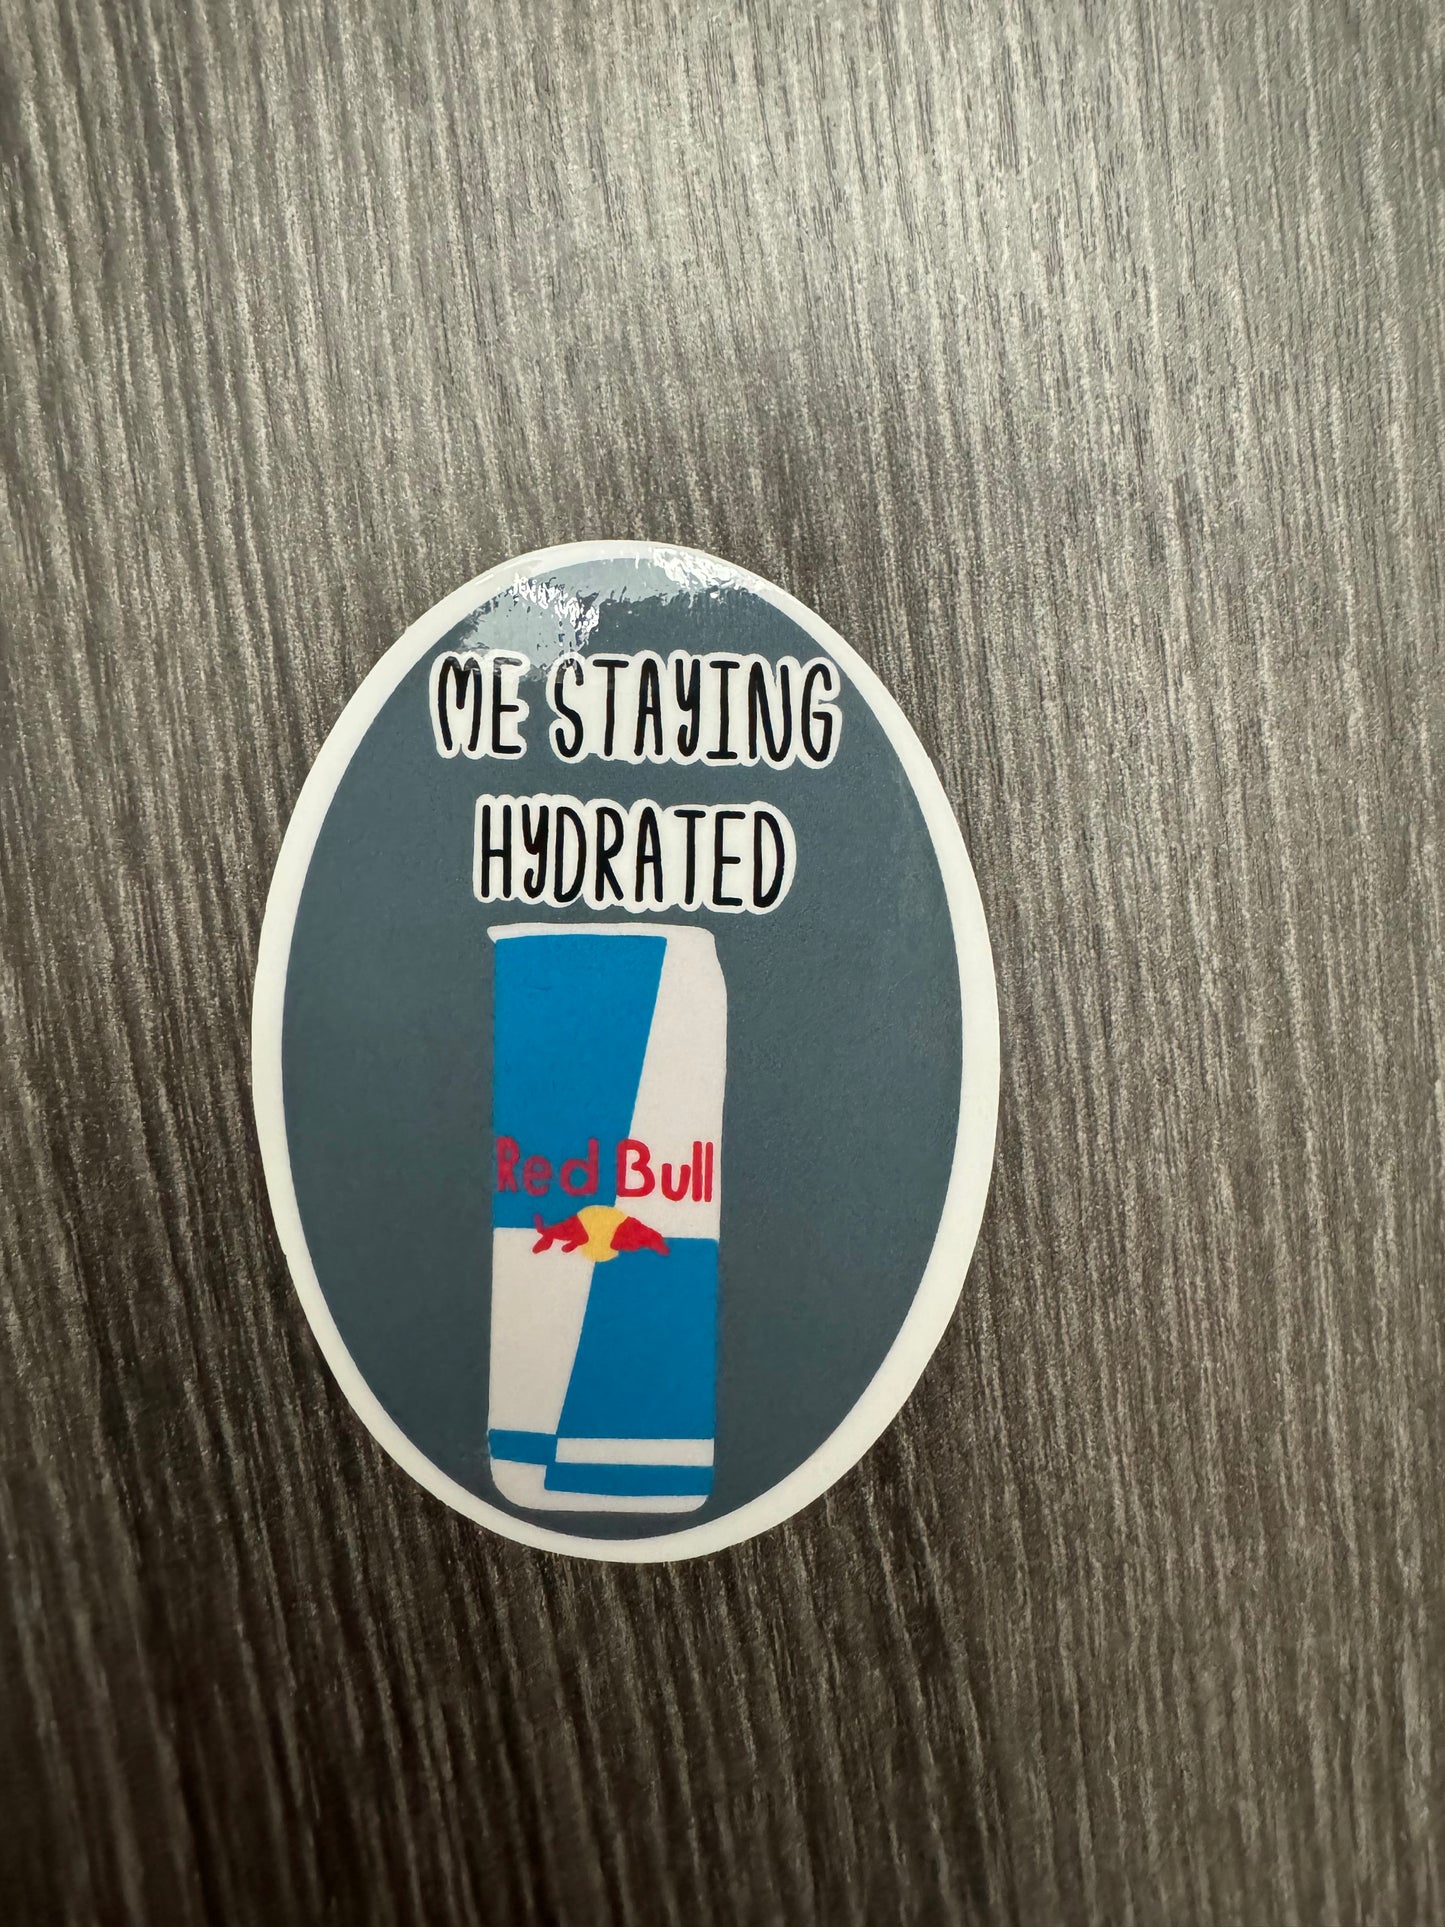 ME STAYING
HYDRATED
Red Bull